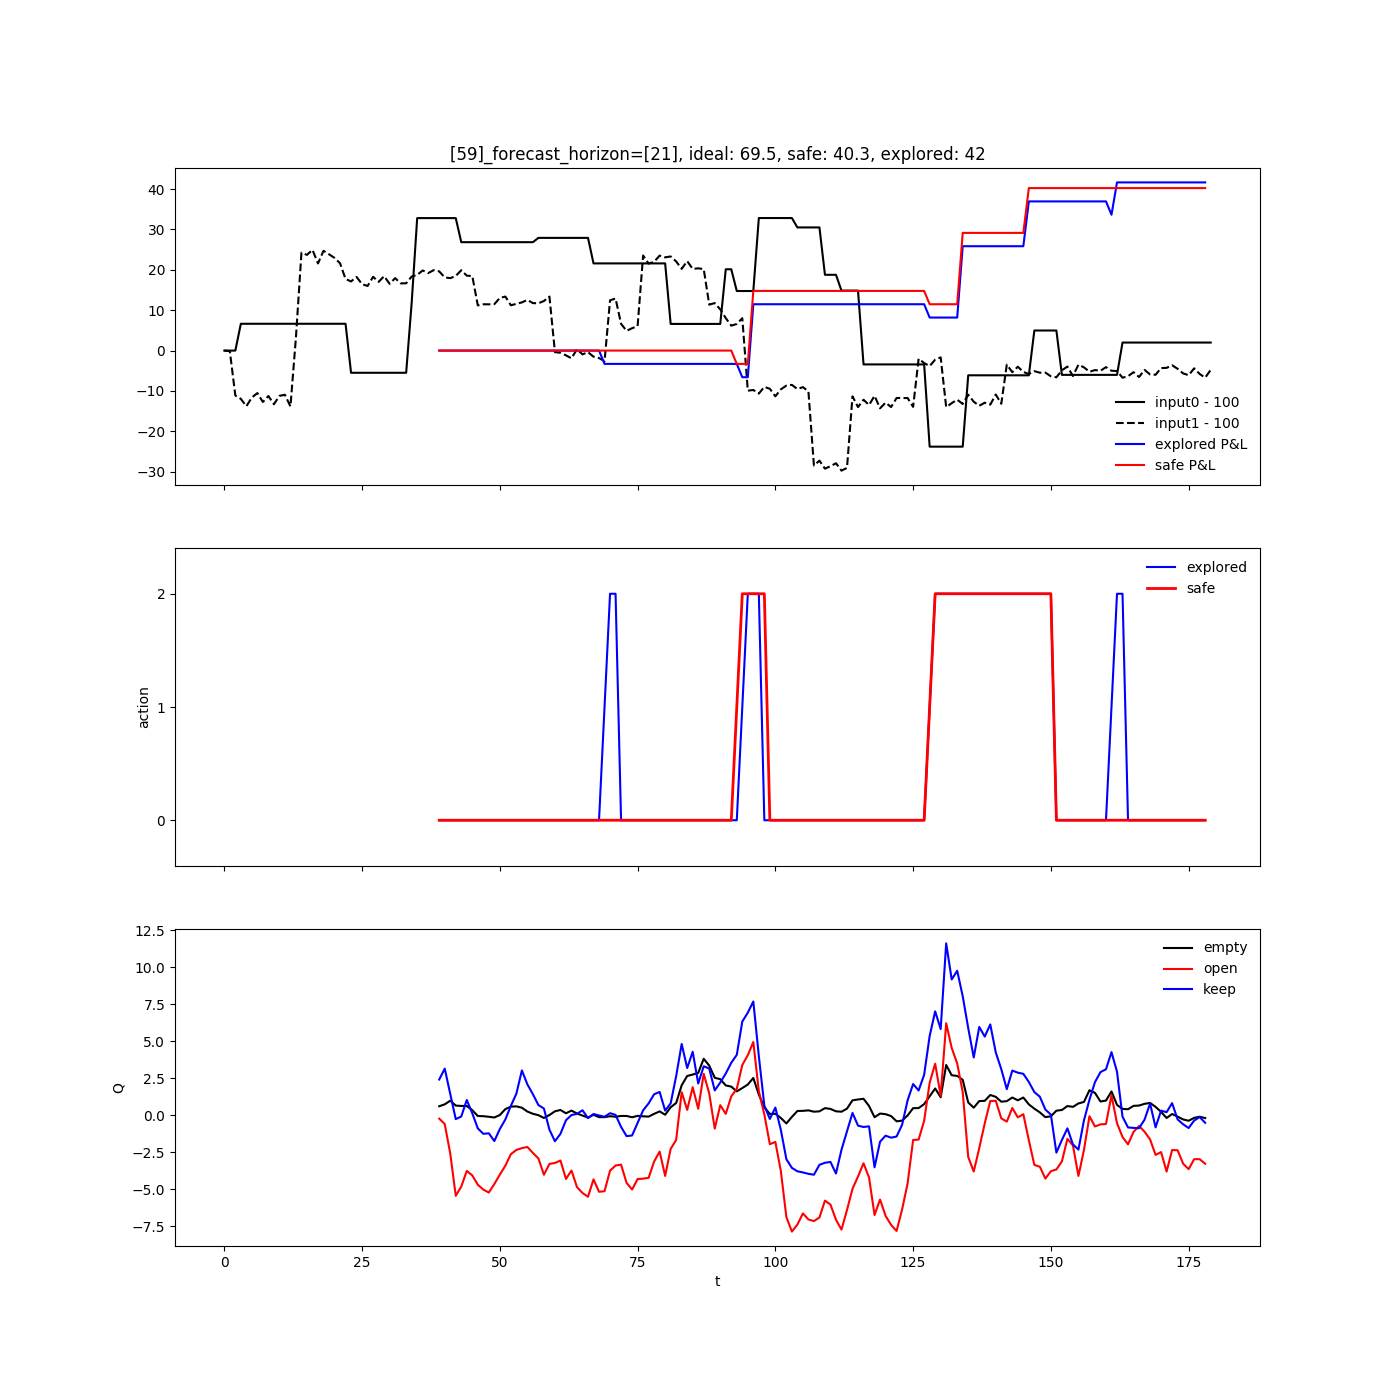 [59]_forecast_horizon=[21], ideal: 69.5, safe: 40.3, explored: 42
40
30
20
10
0
−10
−20
−30
input0 - 100
input1 - 100
explored P&L
safe P&L
action
2
1
0
explored
safe
Q
12.5
10.0
7.5
5.0
2.5
0.0
−2.5
−5.0
−7.5
empty
open
keep
0 25 50 75 100 125 150 175
t